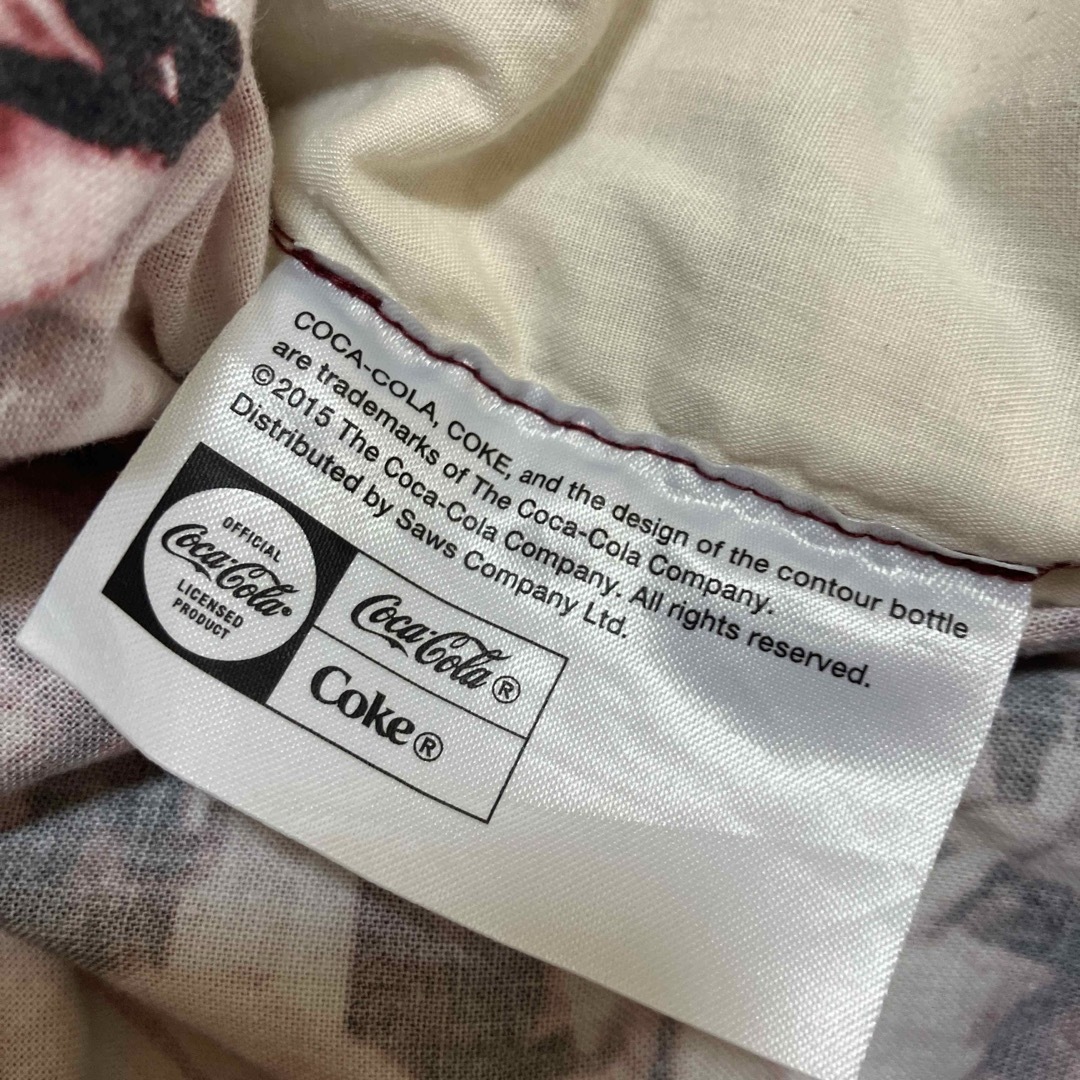 COCA-COLA, COKE, and the design of the contour bottle
are trademarks of The Coca-Cola Company.
©2015 The Coca-Cola Company. All rights reserved.
Distributed by Saws Company Ltd.
OFFICIAL
Coca-Cola®
LICENSED
PRODUCT
Coca-Cola®
Coke®